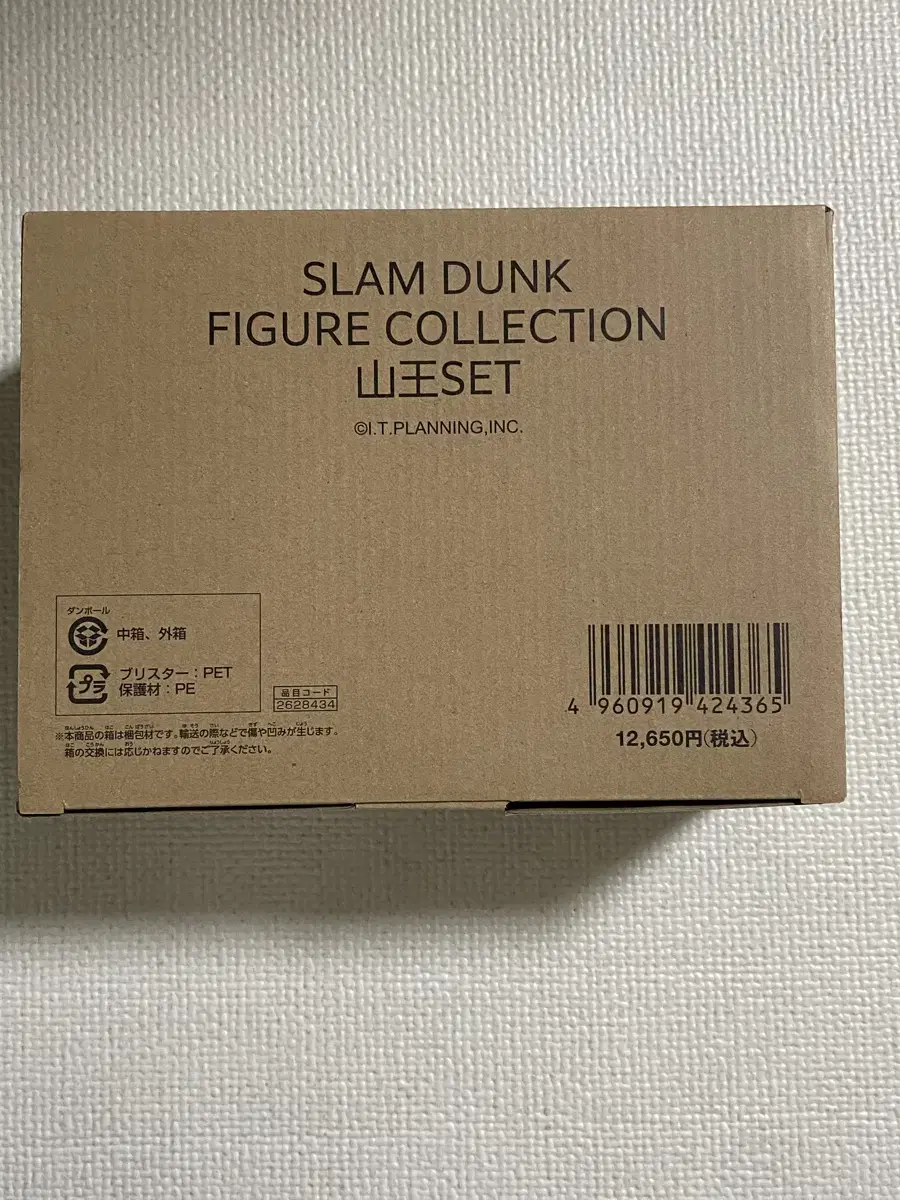 SLAM DUNK
FIGURE COLLECTION
山王SET
©I.T.PLANNING,INC.
ダンボール
中箱、外箱
プラ
ブリスター：PET
保護材：PE
品目コード
2628434
※本商品の箱は梱包材です。輸送の際などで傷や凹みが生じます。
箱の交換には応じかねますのでご了承ください。
4 960919 424365
12,650円(税込)